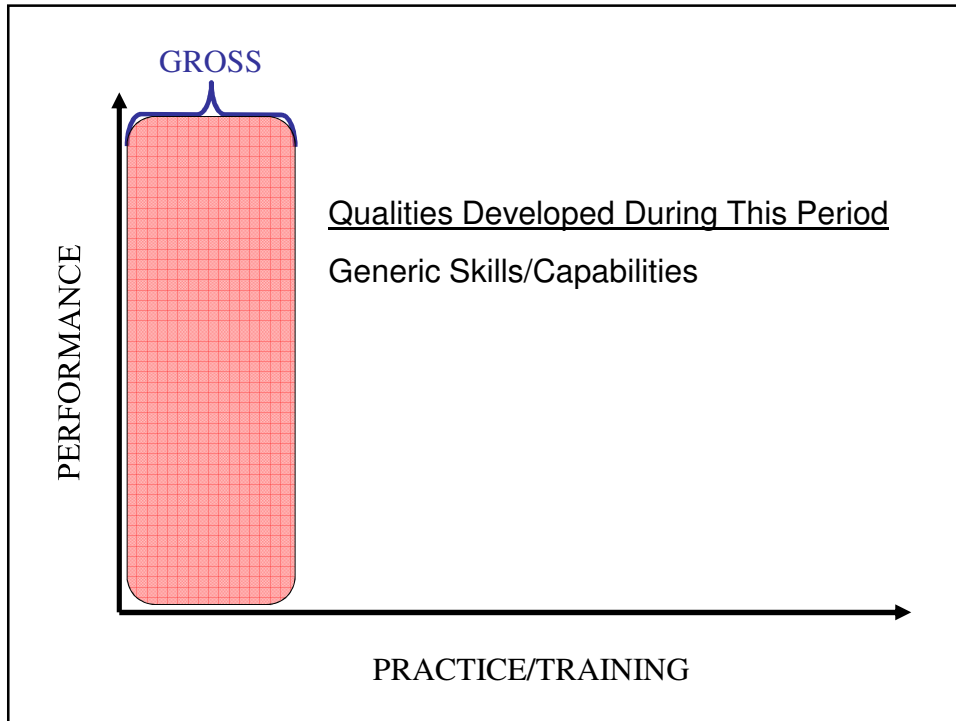 GROSS
Qualities Developed During This Period
Generic Skills/Capabilities
PERFORMANCE
PRACTICE/TRAINING